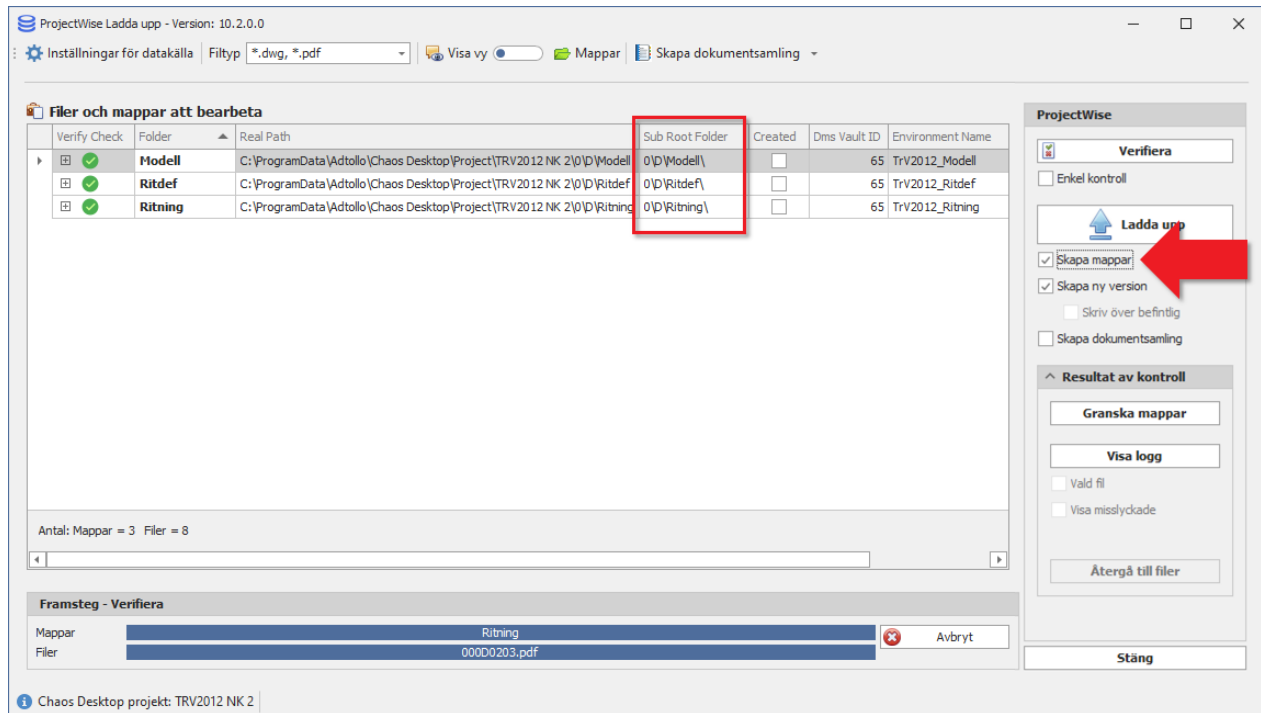 ProjectWise Ladda upp - Version: 10.2.0.0
Inställningar för datakälla Filtyp *.dwg, *.pdf Visa vy Mappar Skapa dokumentsamling
Filer och mappar att bearbeta
Verify Check Folder Real Path Sub Root Folder Created Dms Vault ID Environment Name
Modell C:\ProgramData\Adtollo\Chaos Desktop\Project\TRV2012 NK 2\0\D\Modell 0\D\Modell\ 65 TrV2012_Modell
Ritdef C:\ProgramData\Adtollo\Chaos Desktop\Project\TRV2012 NK 2\0\D\Ritdef 0\D\Ritdef\ 65 TrV2012_Ritdef
Ritning C:\ProgramData\Adtollo\Chaos Desktop\Project\TRV2012 NK 2\0\D\Ritning 0\D\Ritning\ 65 TrV2012_Ritning
Antal: Mappar = 3 Filer = 8
Framsteg - Verifiera
Mappar Ritning
Filer 000D0203.pdf
Avbryt
ProjectWise
Verifiera
Enkel kontroll
Ladda upp
Skapa mappar
Skapa ny version
Skriv över befintlig
Skapa dokumentsamling
Resultat av kontroll
Granska mappar
Visa logg
Vald fil
Visa misslyckade
Återgå till filer
Stäng
Chaos Desktop projekt: TRV2012 NK 2